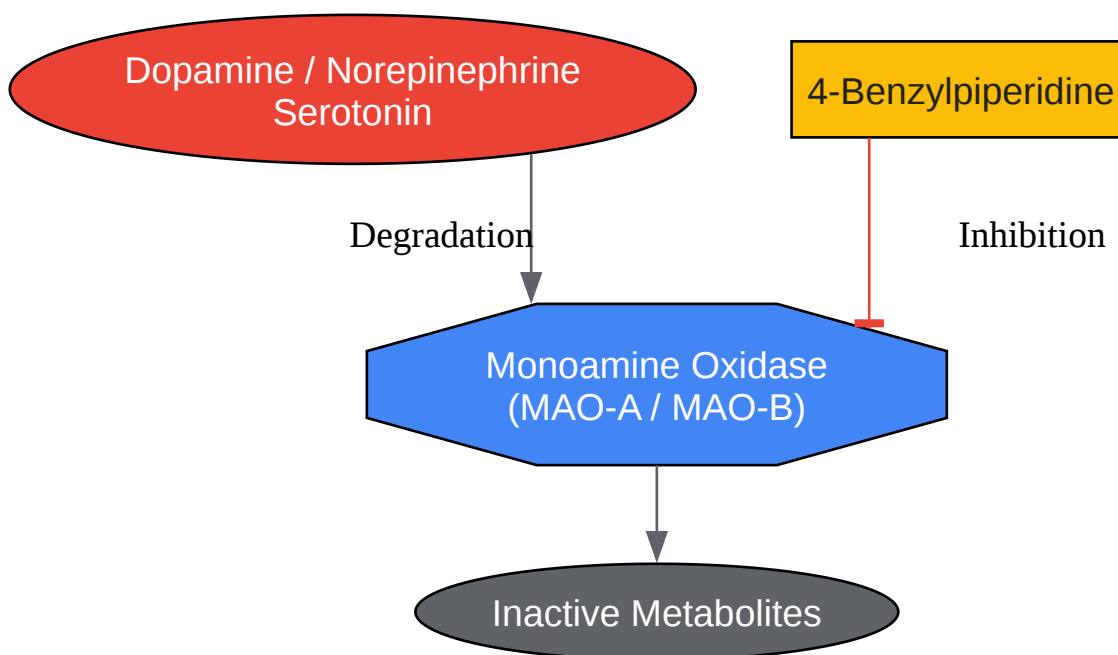 Dopamine / Norepinephrine
Serotonin
4-Benzylpiperidine
Degradation
Inhibition
Monoamine Oxidase
(MAO-A / MAO-B)
Inactive Metabolites